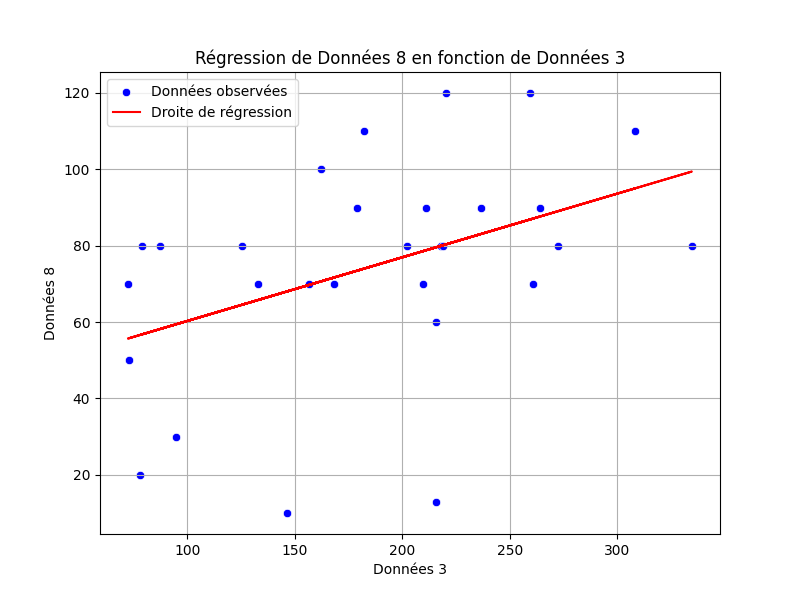 Régression de Données 8 en fonction de Données 3
Données observées
Droite de régression
120
100
80
60
40
20
Données 8
100 150 200 250 300
Données 3